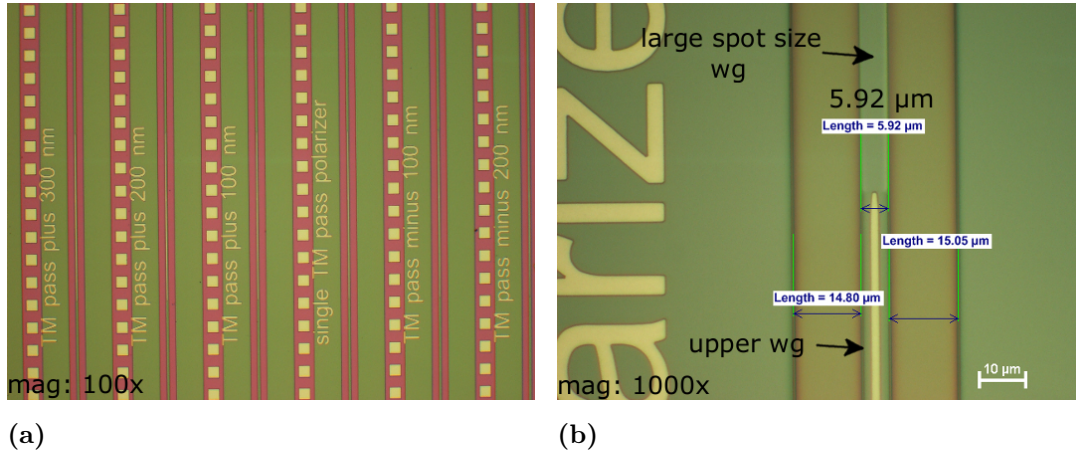 TM pass plus 300 nm
TM pass plus 200 nm
TM pass plus 100 nm
single TM pass polarizer
TM pass minus 100 nm
TM pass minus 200 nm
mag: 100x
(a)
arize
large spot size
wg
5.92 µm
Length = 5.92 µm
Length = 15.05 µm
Length = 14.80 µm
upper wg
10 µm
mag: 1000x
(b)